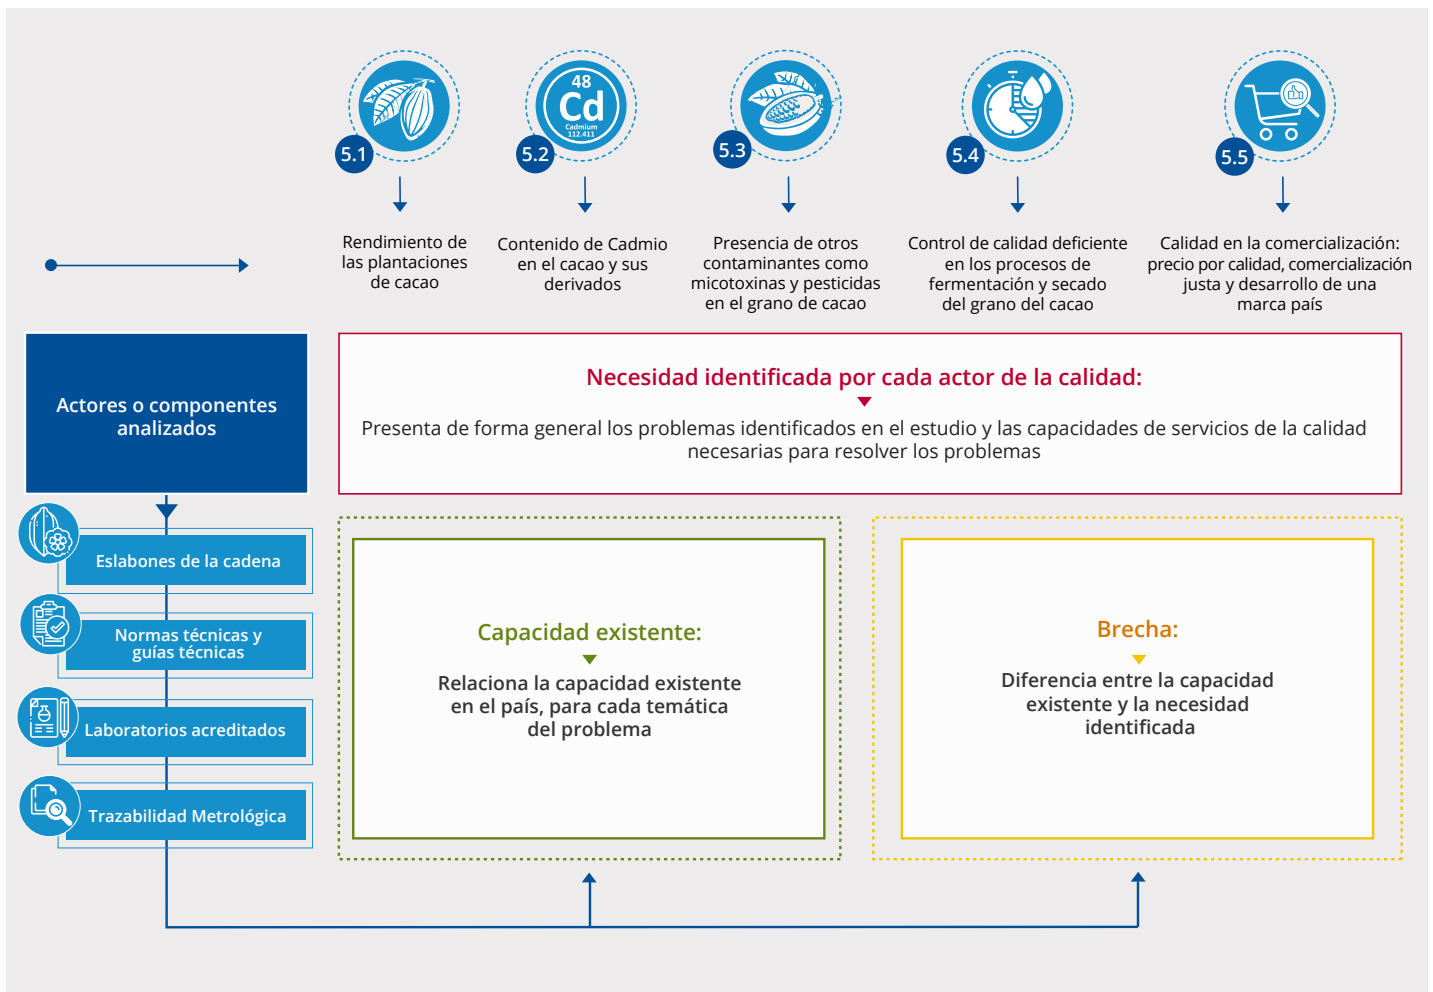 48
Cd
Cadmium
112.411
5.1
5.2
5.3
5.4
5.5
Rendimiento de
las plantaciones
de cacao
Contenido de Cadmio
en el cacao y sus
derivados
Presencia de otros
contaminantes como
micotoxinas y pesticidas
en el grano de cacao
Control de calidad deficiente
en los procesos de
fermentación y secado
del grano del cacao
Calidad en la comercialización:
precio por calidad, comercialización
justa y desarrollo de una
marca país
Actores o componentes
analizados
Necesidad identificada por cada actor de la calidad:
Presenta de forma general los problemas identificados en el estudio y las capacidades de servicios de la calidad
necesarias para resolver los problemas
Eslabones de la cadena
Normas técnicas y
guías técnicas
Laboratorios acreditados
Trazabilidad Metrológica
Capacidad existente:
Relaciona la capacidad existente
en el país, para cada temática
del problema
Brecha:
Diferencia entre la capacidad
existente y la necesidad
identificada